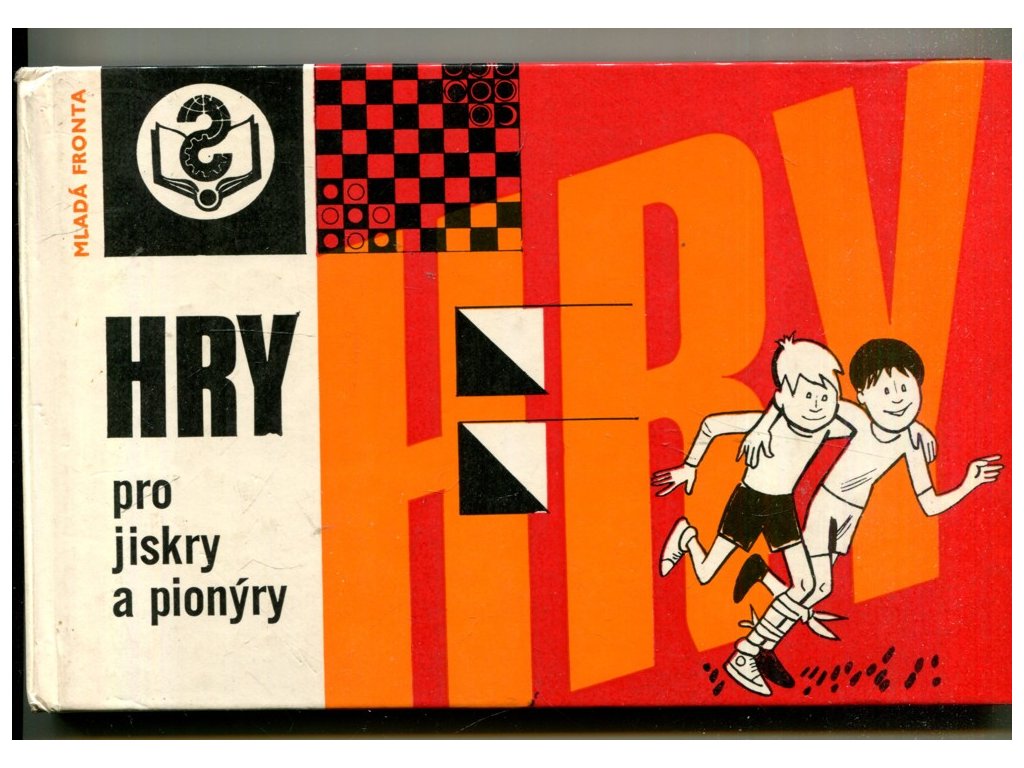 MLADÁ FRONTA
HRY
pro
jiskry
a pionýry
HRY